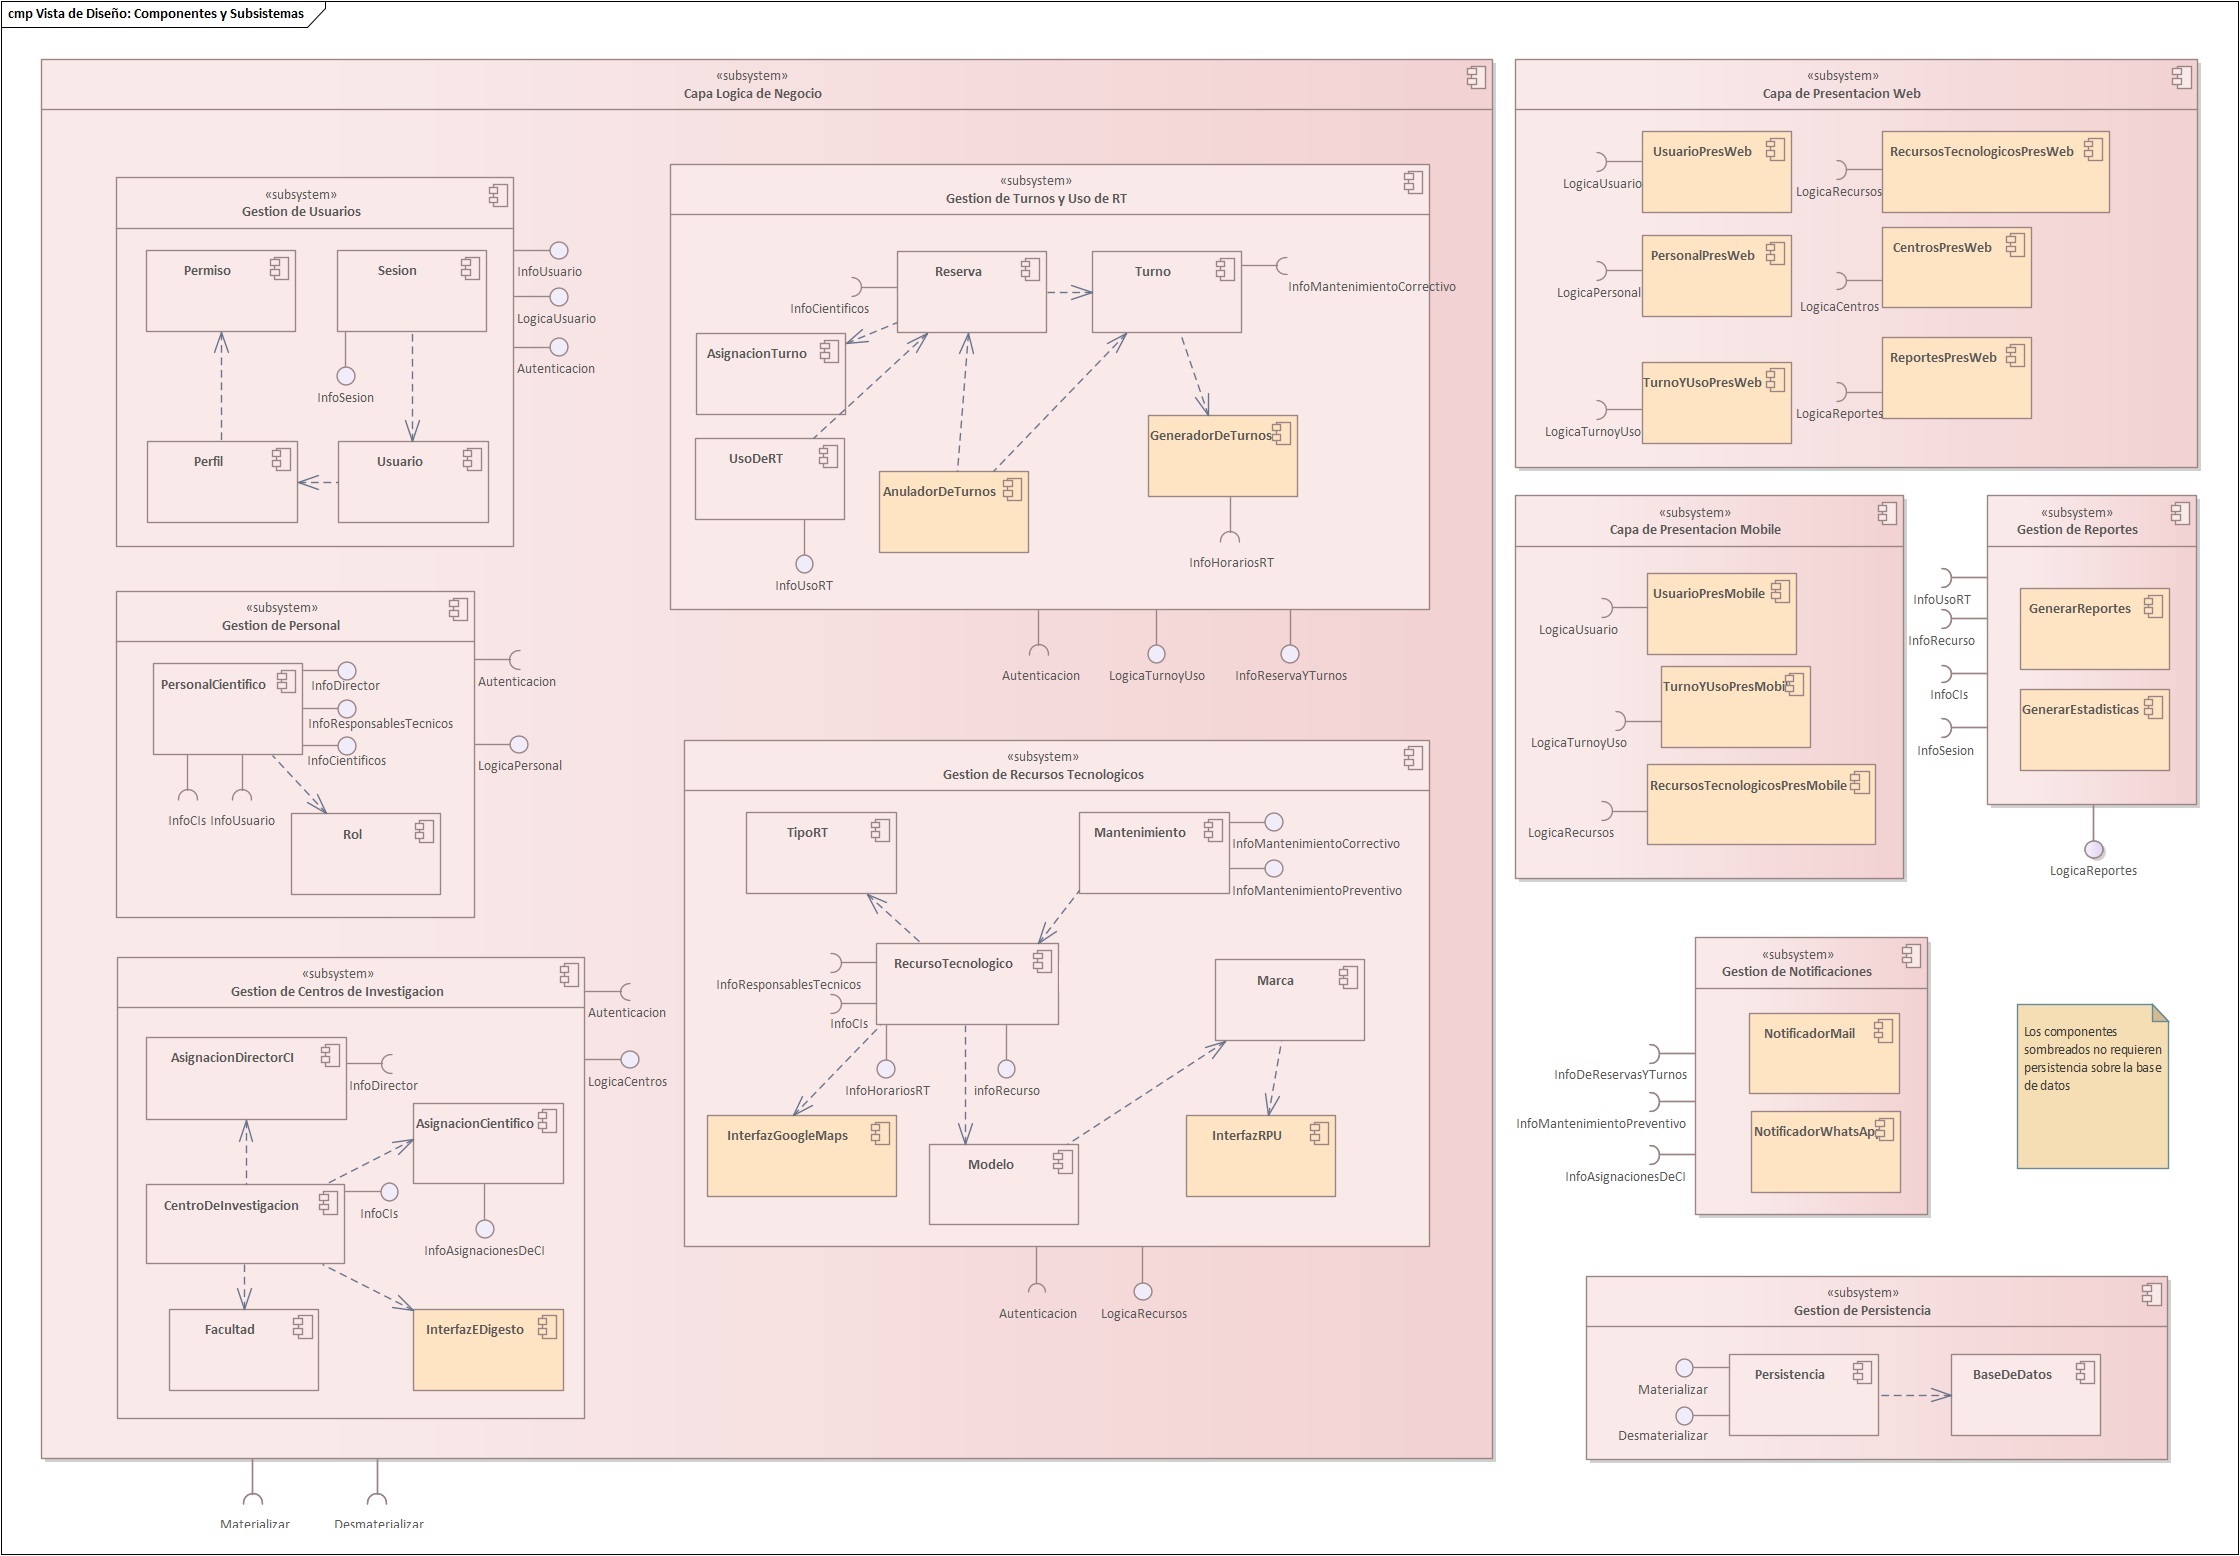 cmp Vista de Diseño: Componentes y Subsistemas
«subsystem»
Capa Logica de Negocio
«subsystem»
Gestion de Usuarios
Permiso
Sesion
InfoUsuario
LogicaUsuario
Autenticacion
InfoSesion
Perfil
Usuario
«subsystem»
Gestion de Turnos y Uso de RT
Reserva
Turno
InfoMantenimientoCorrectivo
InfoCientificos
AsignacionTurno
UsoDeRT
AnuladorDeTurnos
GeneradorDeTurnos
InfoUsoRT
InfoHorariosRT
Autenticacion
LogicaTurnoyUso
InfoReservaYTurnos
«subsystem»
Gestion de Personal
PersonalCientifico
InfoDirector
InfoResponsablesTecnicos
InfoCientificos
Autenticacion
LogicaPersonal
InfoCIs
InfoUsuario
Rol
«subsystem»
Gestion de Recursos Tecnologicos
TipoRT
Mantenimiento
InfoMantenimientoCorrectivo
InfoMantenimientoPreventivo
RecursoTecnologico
InfoResponsablesTecnicos
InfoCIs
Marca
InfoHorariosRT
infoRecurso
InterfazGoogleMaps
Modelo
InterfazRPU
Autenticacion
LogicaRecursos
«subsystem»
Gestion de Centros de Investigacion
Autenticacion
LogicaCentros
AsignacionDirectorCI
InfoDirector
AsignacionCientifico
CentroDeInvestigacion
InfoCIs
InfoAsignacionesDeCI
Facultad
InterfazEDigesto
Materializar
Desmaterializar
«subsystem»
Capa de Presentacion Web
UsuarioPresWeb
RecursosTecnologicosPresWeb
LogicaUsuario
LogicaRecursos
PersonalPresWeb
CentrosPresWeb
LogicaPersonal
LogicaCentros
TurnoYUsoPresWeb
ReportesPresWeb
LogicaTurnoyUso
LogicaReportes
«subsystem»
Capa de Presentacion Mobile
UsuarioPresMobile
LogicaUsuario
TurnoYUsoPresMobil
LogicaTurnoyUso
RecursosTecnologicosPresMobile
LogicaRecursos
«subsystem»
Gestion de Reportes
InfoUsoRT
InfoRecurso
InfoCIs
InfoSesion
GenerarReportes
GenerarEstadisticas
LogicaReportes
«subsystem»
Gestion de Notificaciones
NotificadorMail
NotificadorWhatsAp
InfoDeReservasYTurnos
InfoMantenimientoPreventivo
InfoAsignacionesDeCI
Los componentes
sombreados no requieren
persistencia sobre la base
de datos
«subsystem»
Gestion de Persistencia
Materializar
Desmaterializar
Persistencia
BaseDeDatos